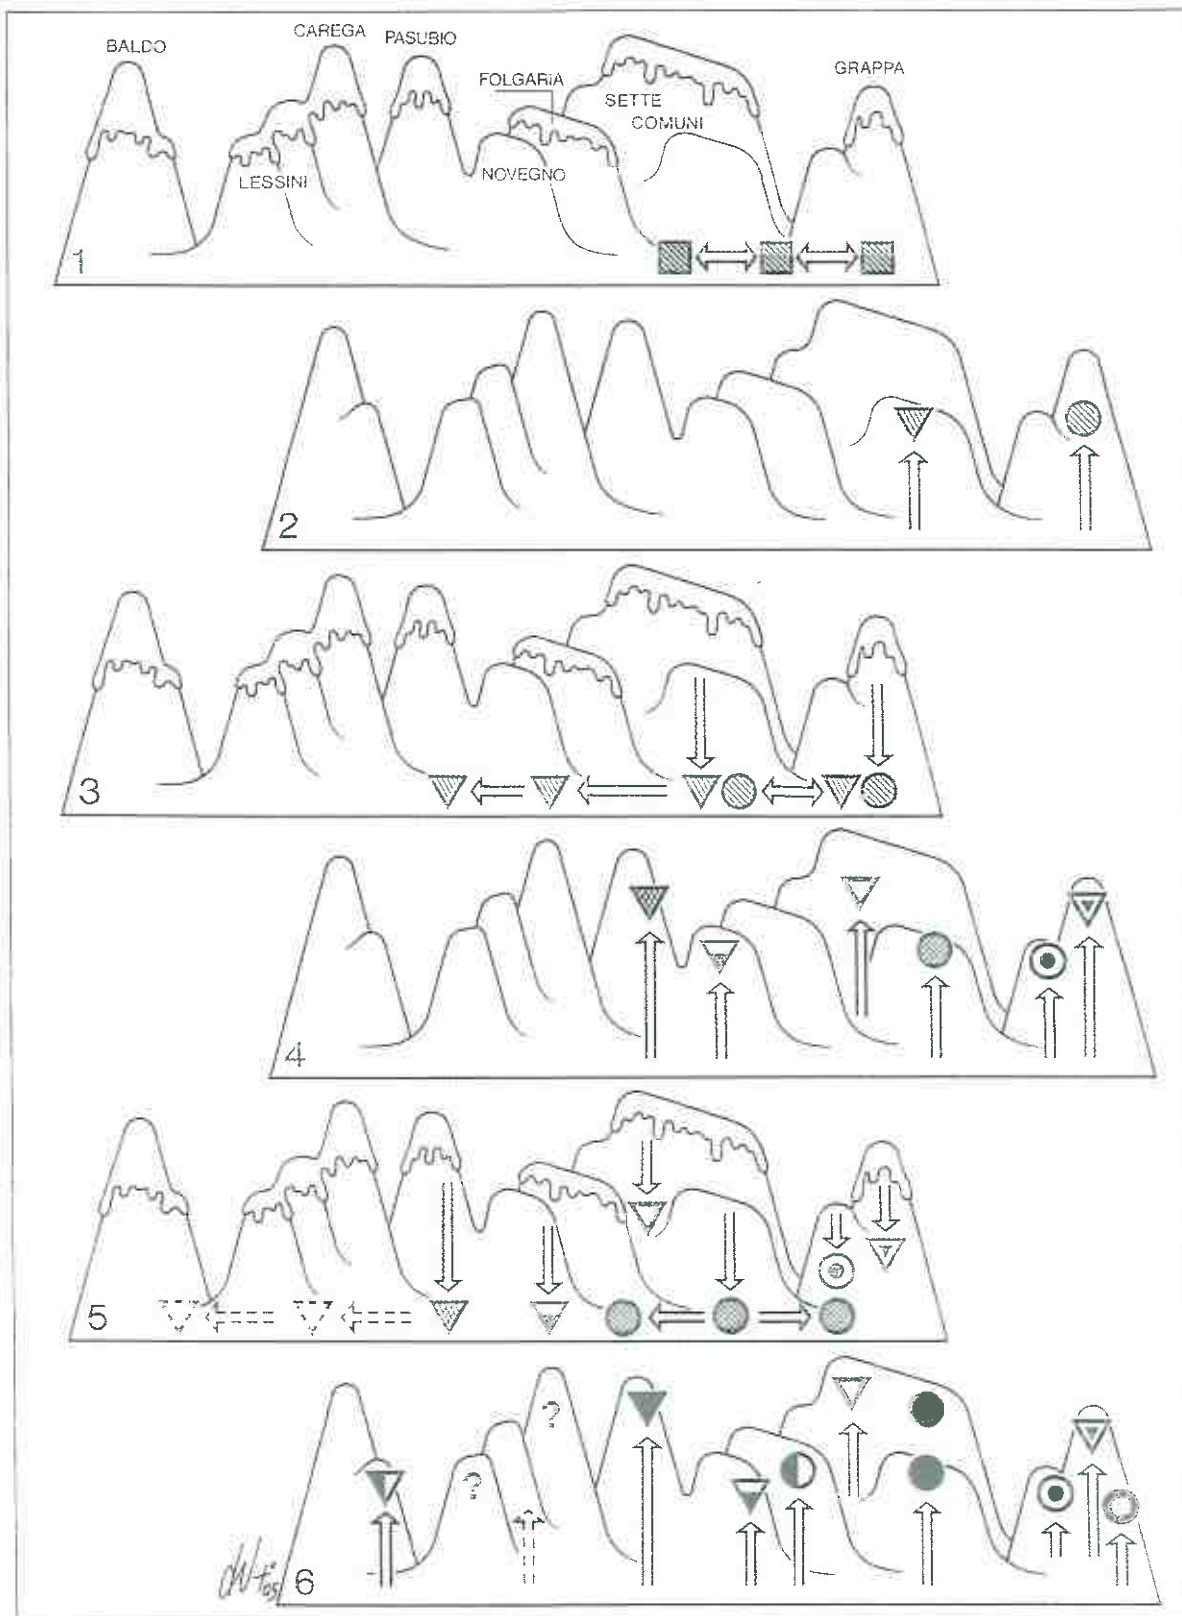 BALDO
CAREGA
PASUBIO
FOLGARIA
SETTE
COMUNI
GRAPPA
LESSINI
NOVEGNO
1
2
3
4
5
?
?
6